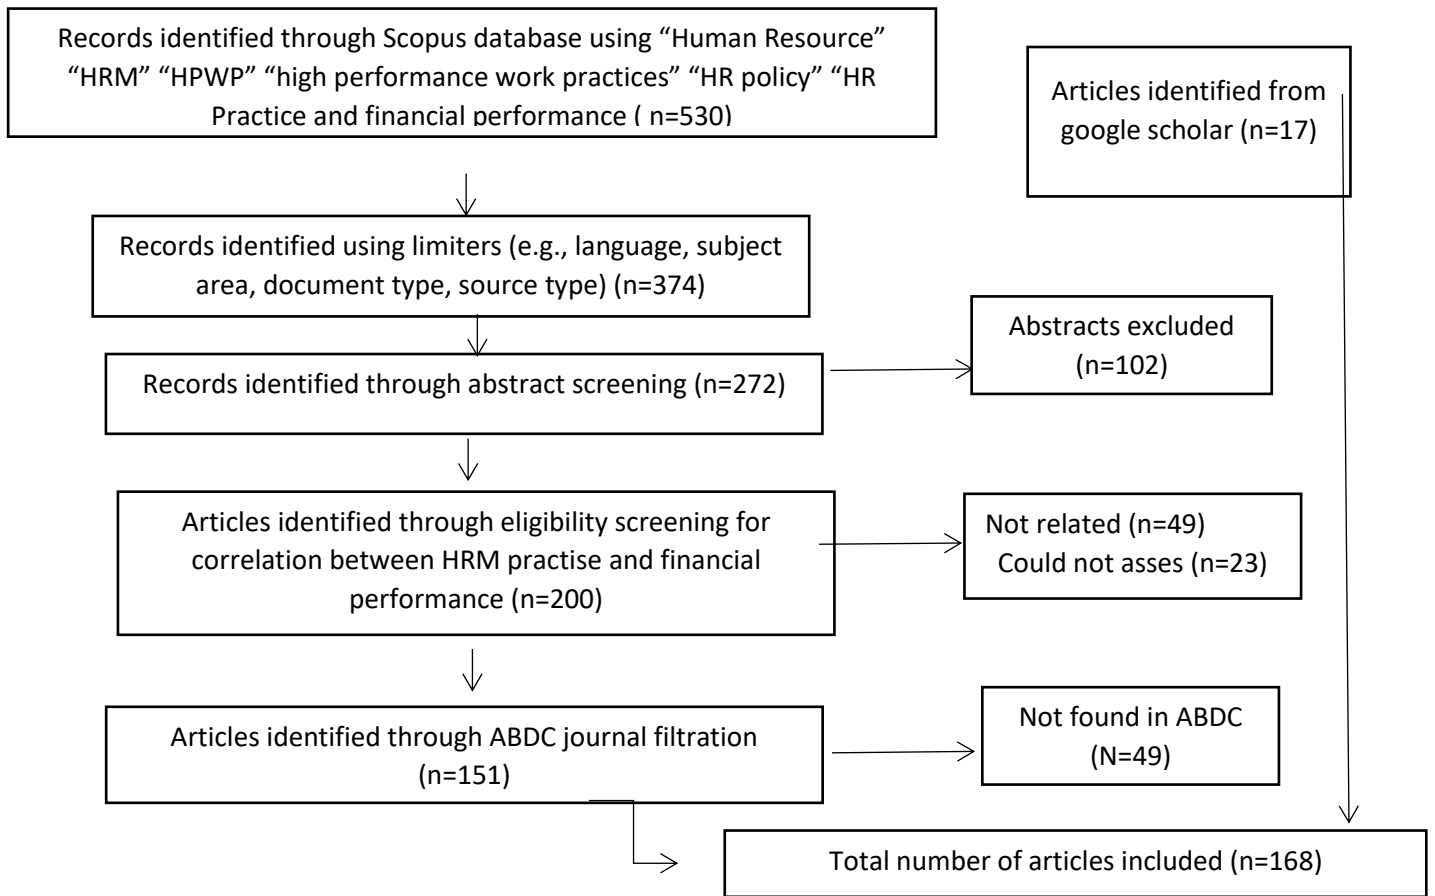 Records identified through Scopus database using “Human Resource”
“HRM” “HPWP” “high performance work practices” “HR policy” “HR
Practice and financial performance ( n=530)
Articles identified from
google scholar (n=17)
Records identified using limiters (e.g., language, subject
area, document type, source type) (n=374)
Abstracts excluded
(n=102)
Records identified through abstract screening (n=272)
Articles identified through eligibility screening for
correlation between HRM practise and financial
performance (n=200)
Not related (n=49)
Could not asses (n=23)
Articles identified through ABDC journal filtration
(n=151)
Not found in ABDC
(N=49)
Total number of articles included (n=168)